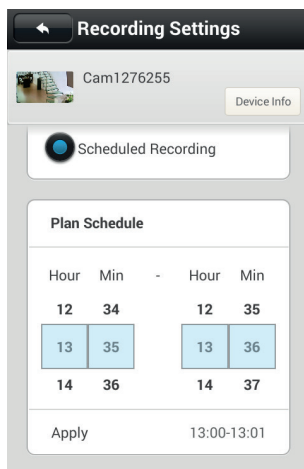 Recording Settings
Cam1276255
Device Info
Scheduled Recording
Plan Schedule
Hour Min - Hour Min
12 34 12 35
13 35 13 36
14 36 14 37
Apply 13:00-13:01